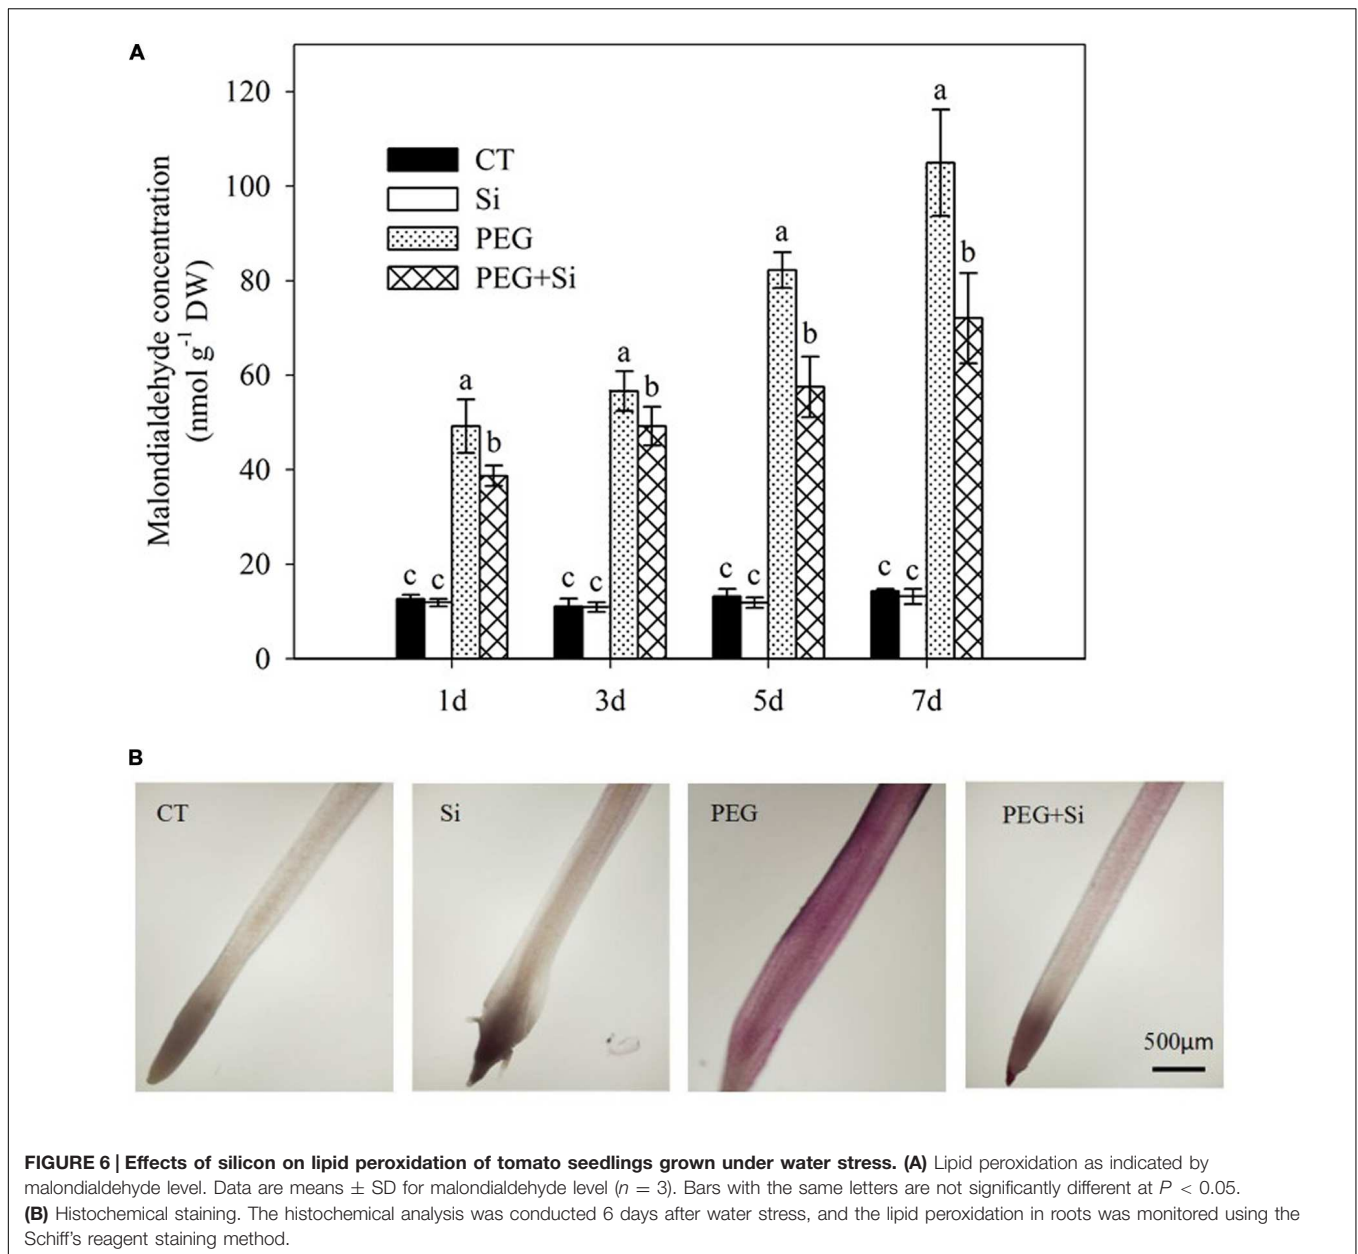 A
Malondialdehyde concentration
(nmol g⁻¹ DW)
120
100
80
60
40
20
0
CT
Si
PEG
PEG+Si
c c a b
c c a b
c c a b
c c a b
1d 3d 5d 7d
B
CT Si PEG PEG+Si
500μm
FIGURE 6 | Effects of silicon on lipid peroxidation of tomato seedlings grown under water stress. (A) Lipid peroxidation as indicated by
malondialdehyde level. Data are means ± SD for malondialdehyde level (n = 3). Bars with the same letters are not significantly different at P < 0.05.
(B) Histochemical staining. The histochemical analysis was conducted 6 days after water stress, and the lipid peroxidation in roots was monitored using the
Schiff's reagent staining method.